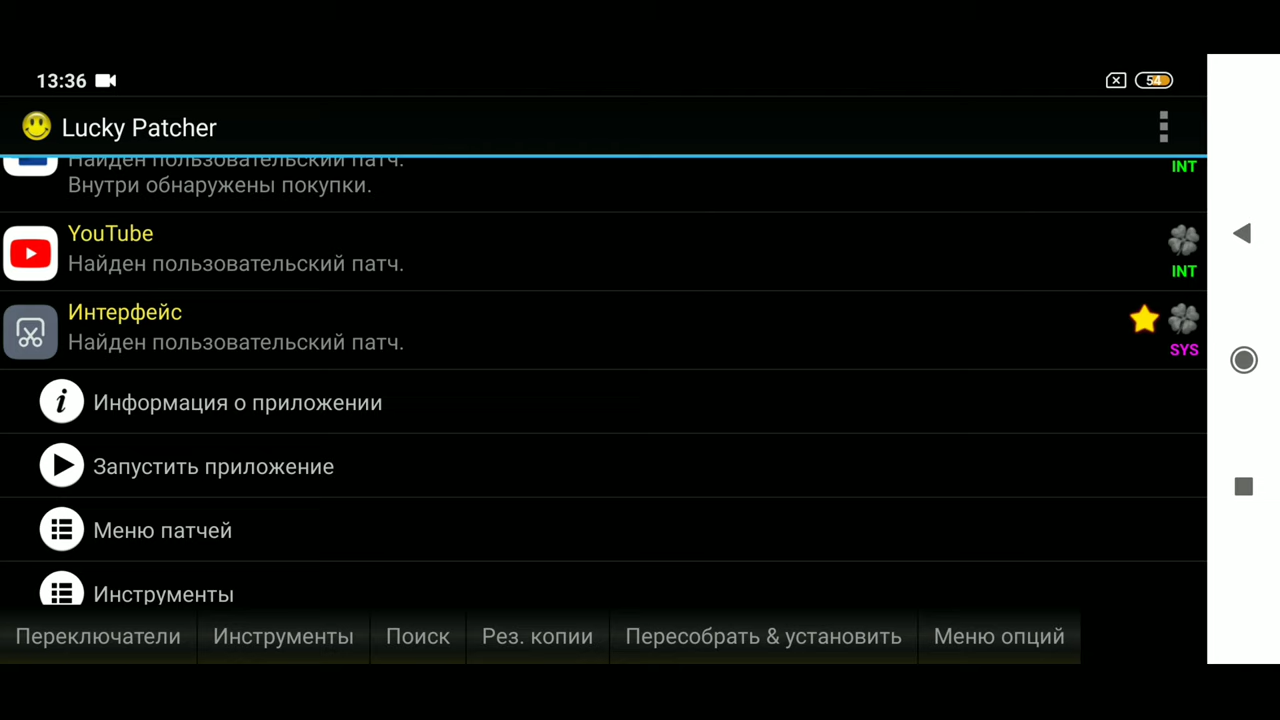 13:36
54
Lucky Patcher
Найден пользовательский патч.
Внутри обнаружены покупки.
INT
YouTube
Найден пользовательский патч.
INT
Интерфейс
Найден пользовательский патч.
SYS
Информация о приложении
Запустить приложение
Меню патчей
Инструменты
Переключатели
Инструменты
Поиск
Рез. копии
Пересобрать & установить
Меню опций